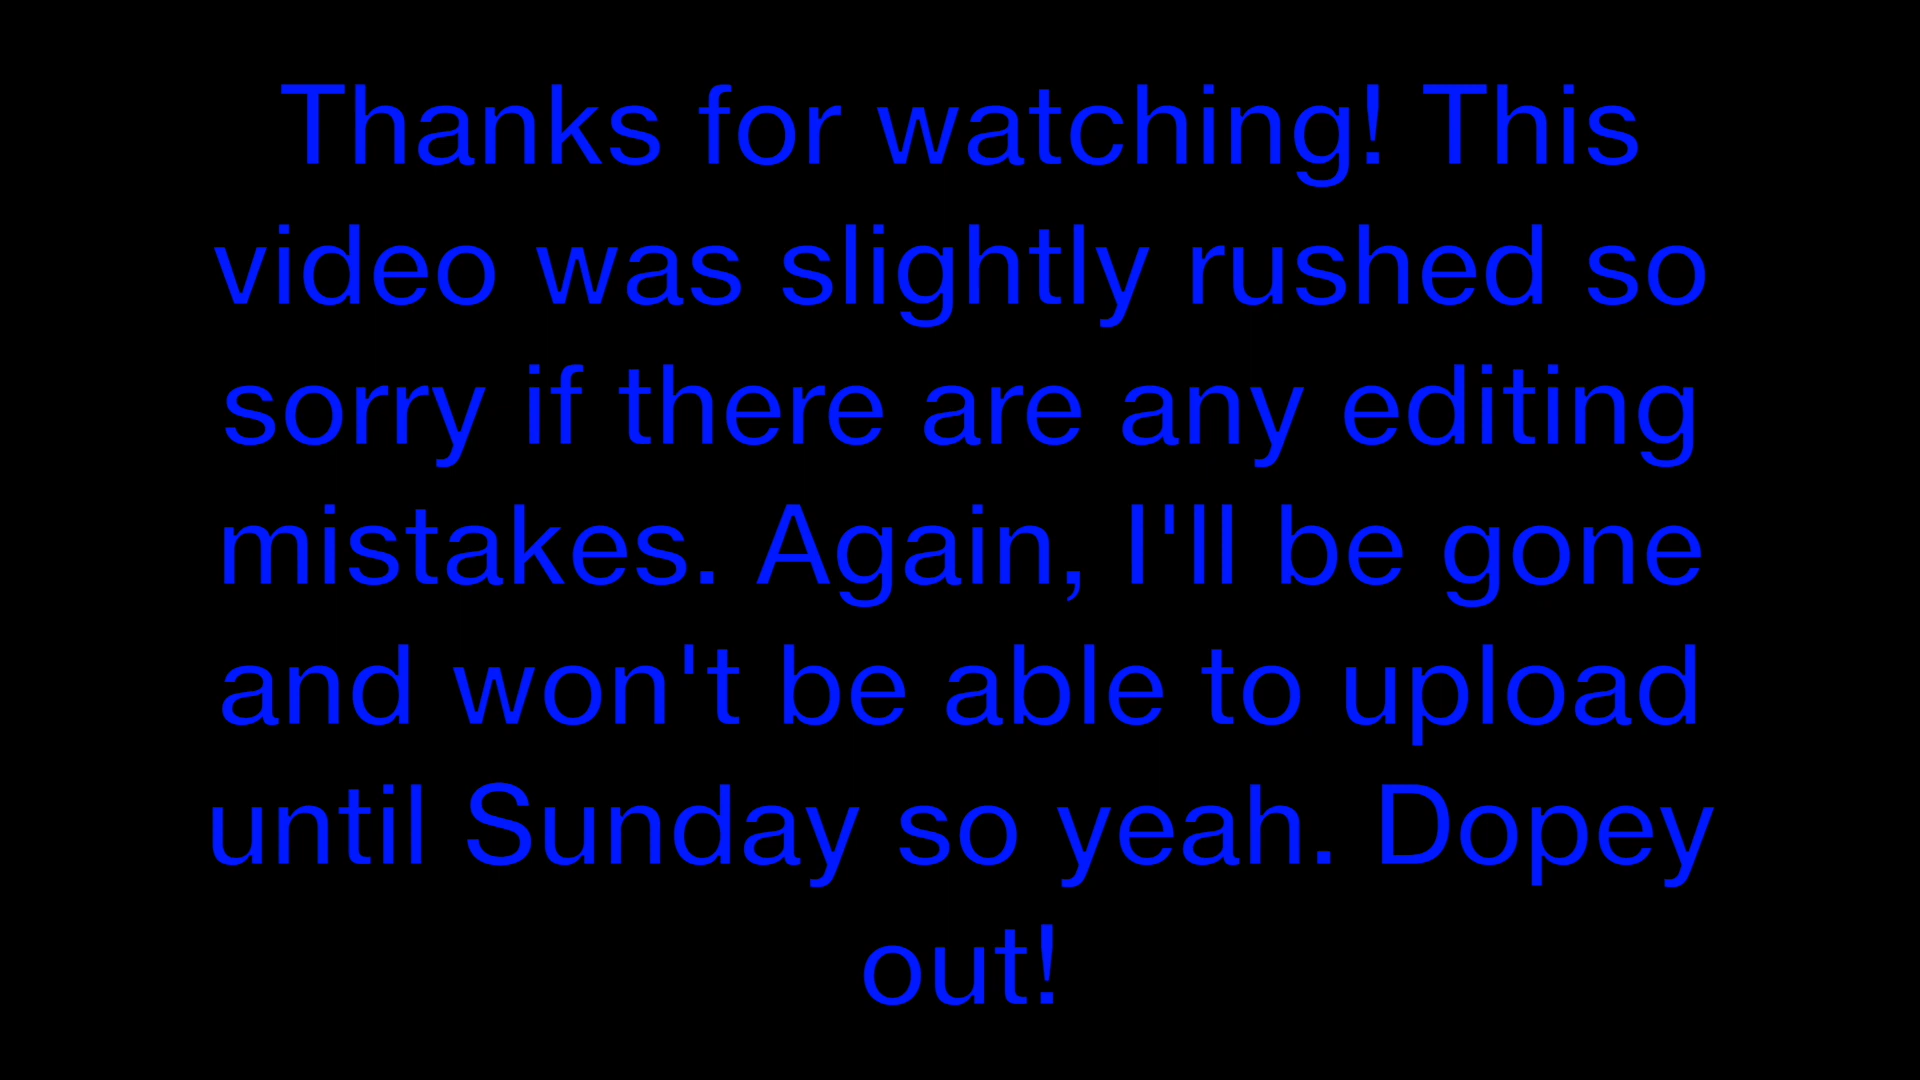 Thanks for watching! This
video was slightly rushed so
sorry if there are any editing
mistakes. Again, I'll be gone
and won't be able to upload
until Sunday so yeah. Dopey
out!